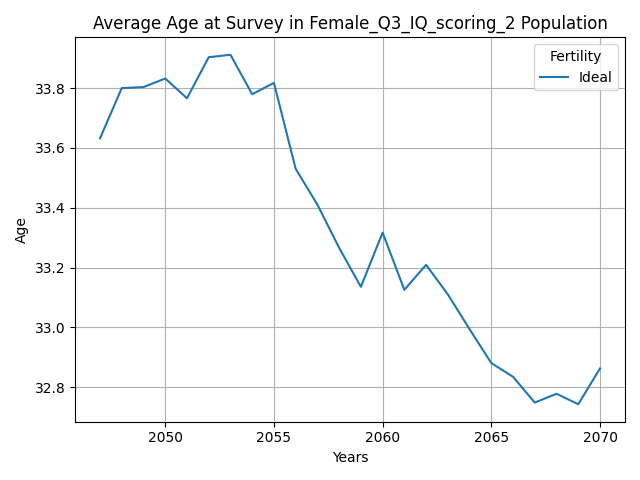 Average Age at Survey in Female_Q3_IQ_scoring_2 Population
Fertility
Ideal
Age
33.8
33.6
33.4
33.2
33.0
32.8
2050 2055 2060 2065 2070
Years